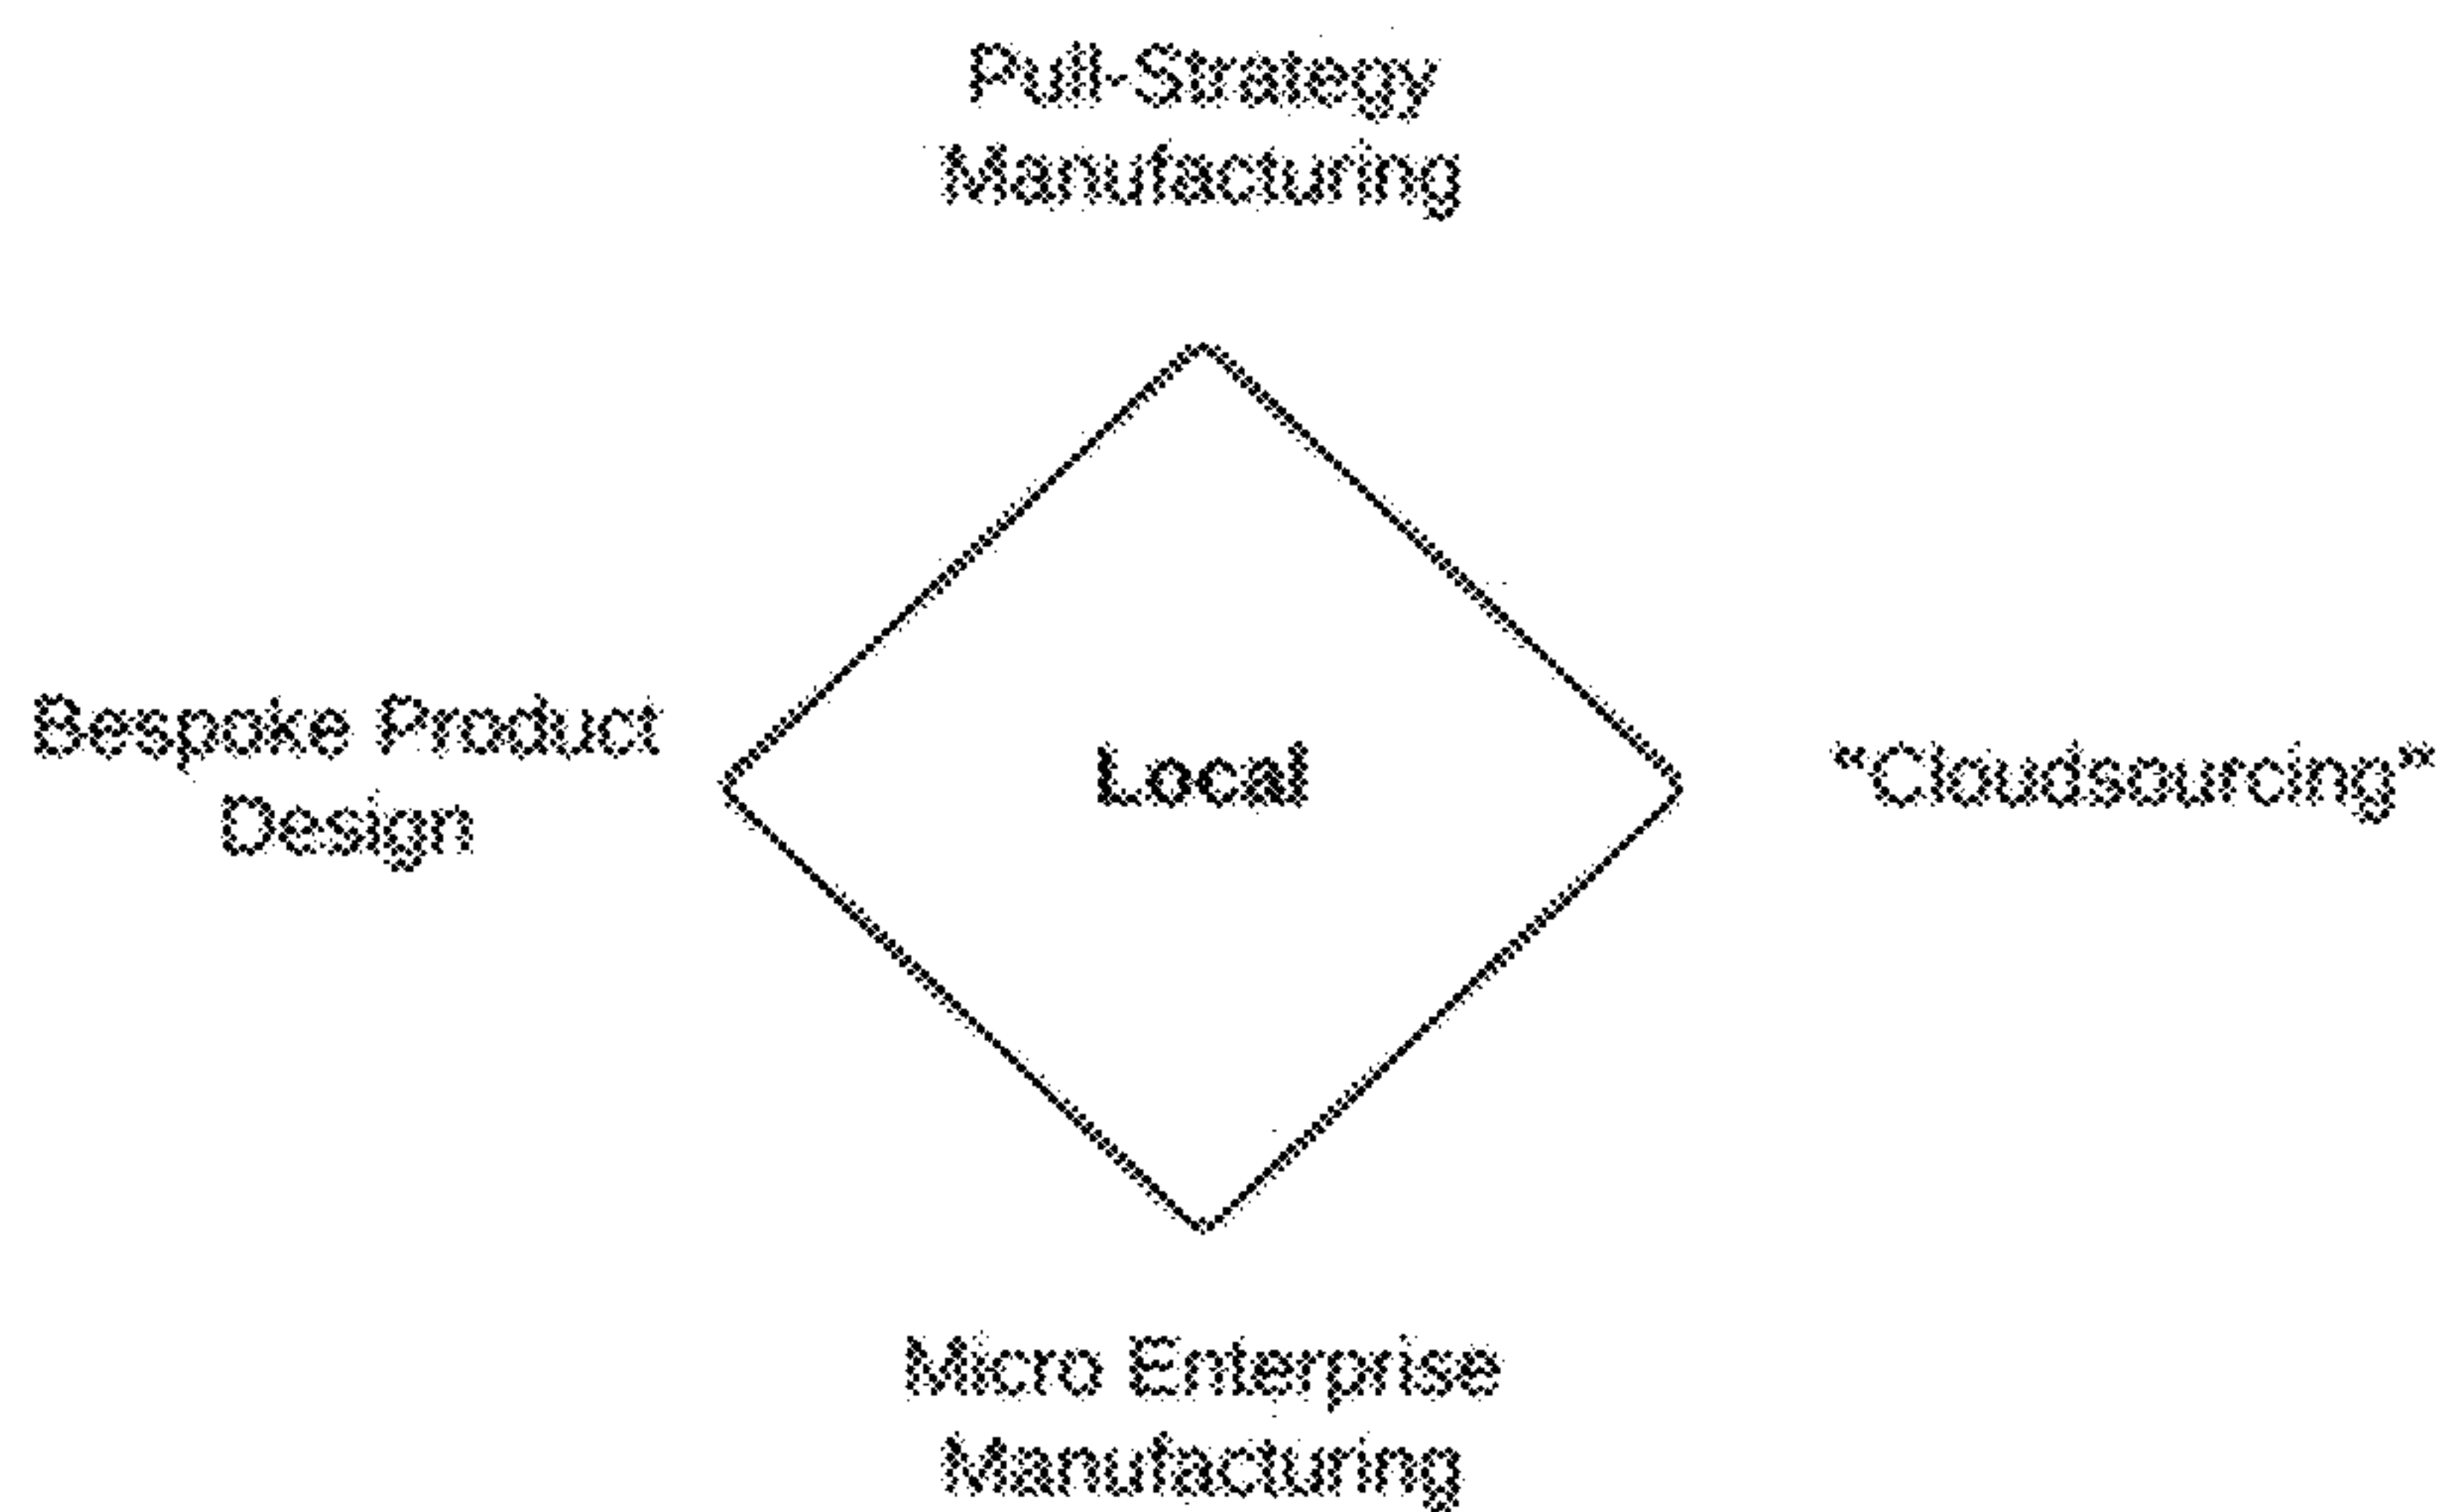 Pull-Strategy
Manufacturing
Bespoke Product
Design
Local
"Cloudsourcing"
Micro Enterprise
Manufacturing